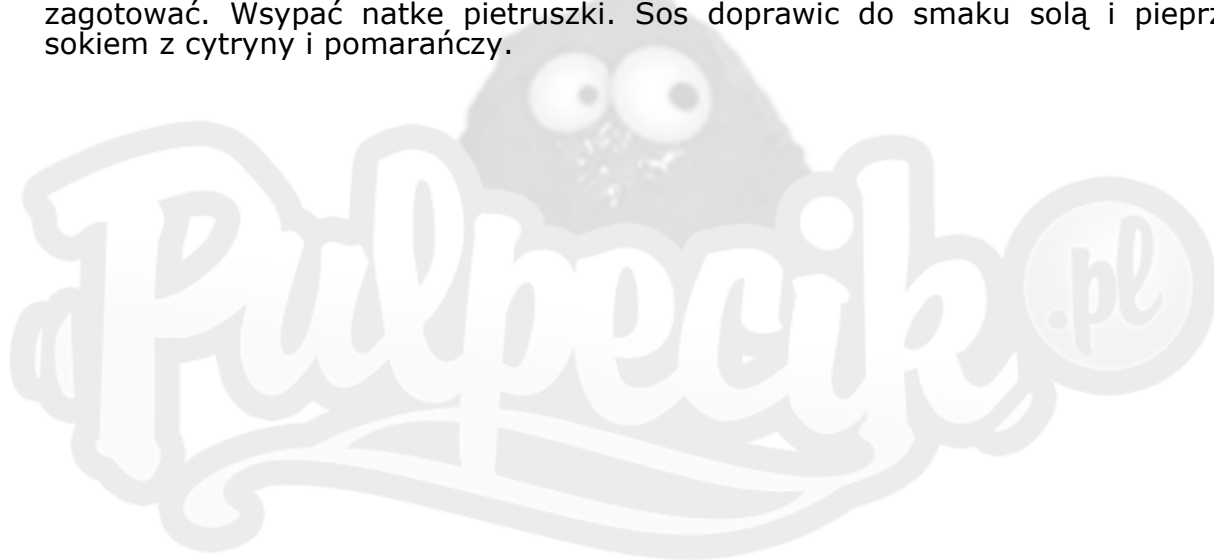 zagotować. Wsypać natke pietruszki. Sos doprawic do smaku solą i
sokiem z cytryny i pomarańczy.
Pulpecik .pl